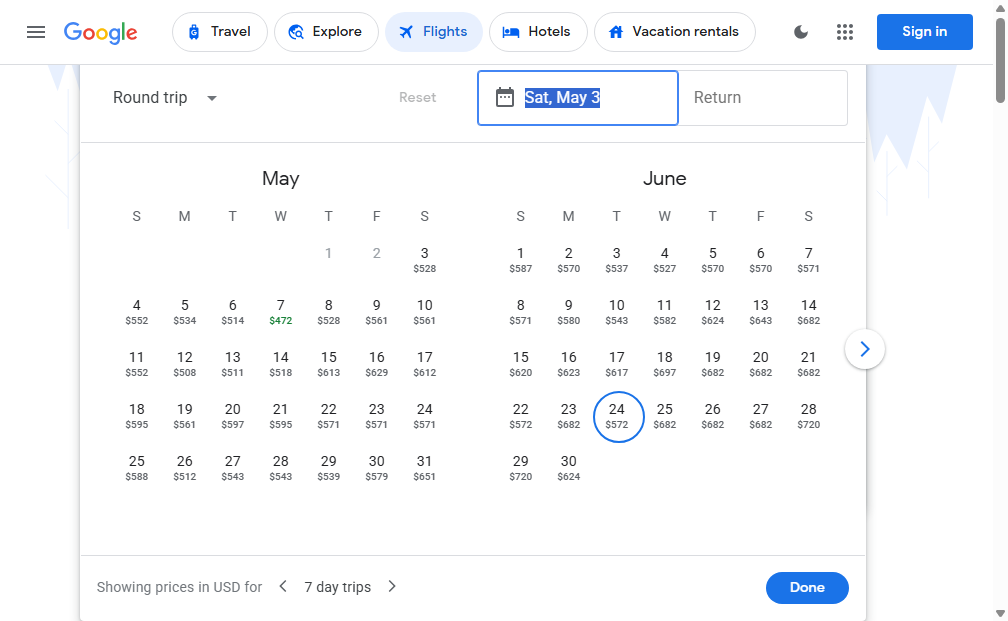 Google Travel Explore Flights Hotels Vacation rentals Sign in
Round trip Reset Sat, May 3 Return
May
S M T W T F S
1 2 3
$528
4 5 6 7 8 9 10
$552 $534 $514 $472 $528 $561 $561
11 12 13 14 15 16 17
$552 $508 $511 $518 $613 $629 $612
18 19 20 21 22 23 24
$595 $561 $597 $595 $571 $571 $571
25 26 27 28 29 30 31
$588 $512 $543 $543 $539 $579 $651
June
S M T W T F S
1 2 3 4 5 6 7
$587 $570 $537 $527 $570 $570 $571
8 9 10 11 12 13 14
$571 $580 $543 $582 $624 $643 $682
15 16 17 18 19 20 21
$620 $623 $617 $697 $682 $682 $682
22 23 24 25 26 27 28
$572 $682 $572 $682 $682 $682 $720
29 30
$720 $624
Showing prices in USD for 7 day trips Done